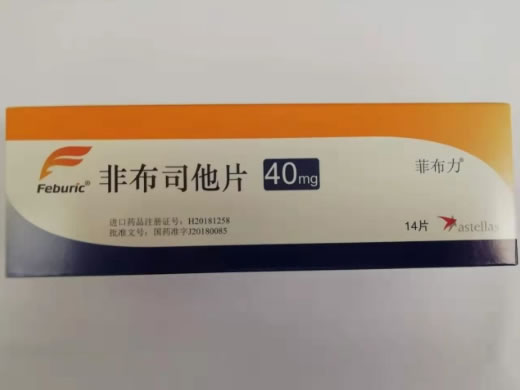 Feburic®
非布司他片 40mg
菲布力®
进口药品注册证号：H20181258
批准文号：国药准字J20180085
14片
astellas